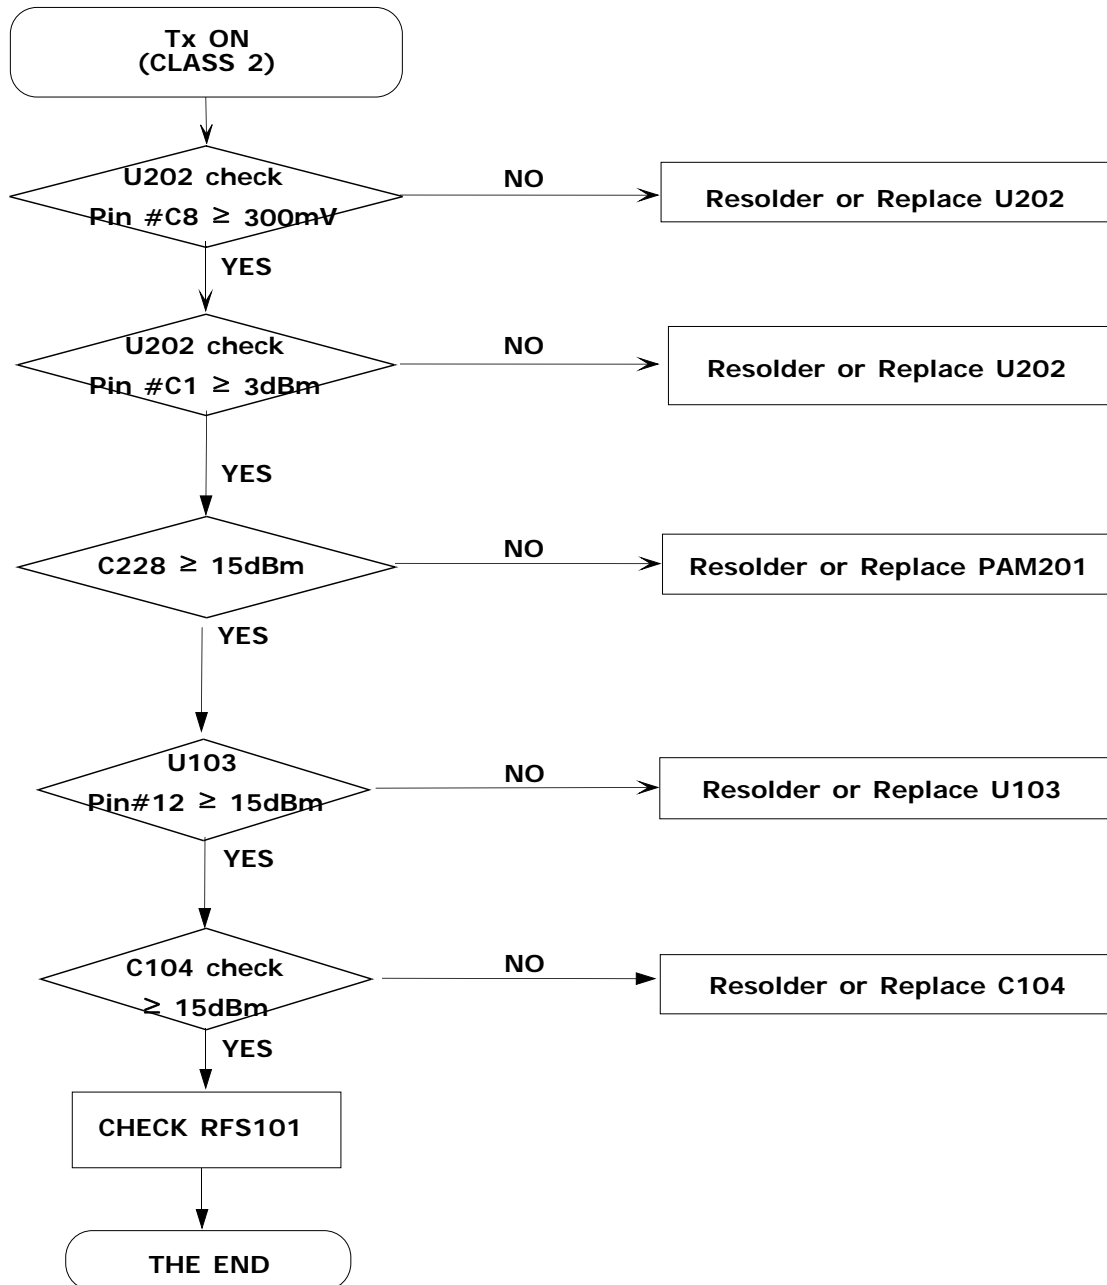 Tx ON
(CLASS 2)
U202 check
Pin #C8 ≥ 300mV
NO
Resolder or Replace U202
YES
U202 check
Pin #C1 ≥ 3dBm
NO
Resolder or Replace U202
YES
C228 ≥ 15dBm
NO
Resolder or Replace PAM201
YES
U103
Pin#12 ≥ 15dBm
NO
Resolder or Replace U103
YES
C104 check
≥ 15dBm
NO
Resolder or Replace C104
YES
CHECK RFS101
THE END